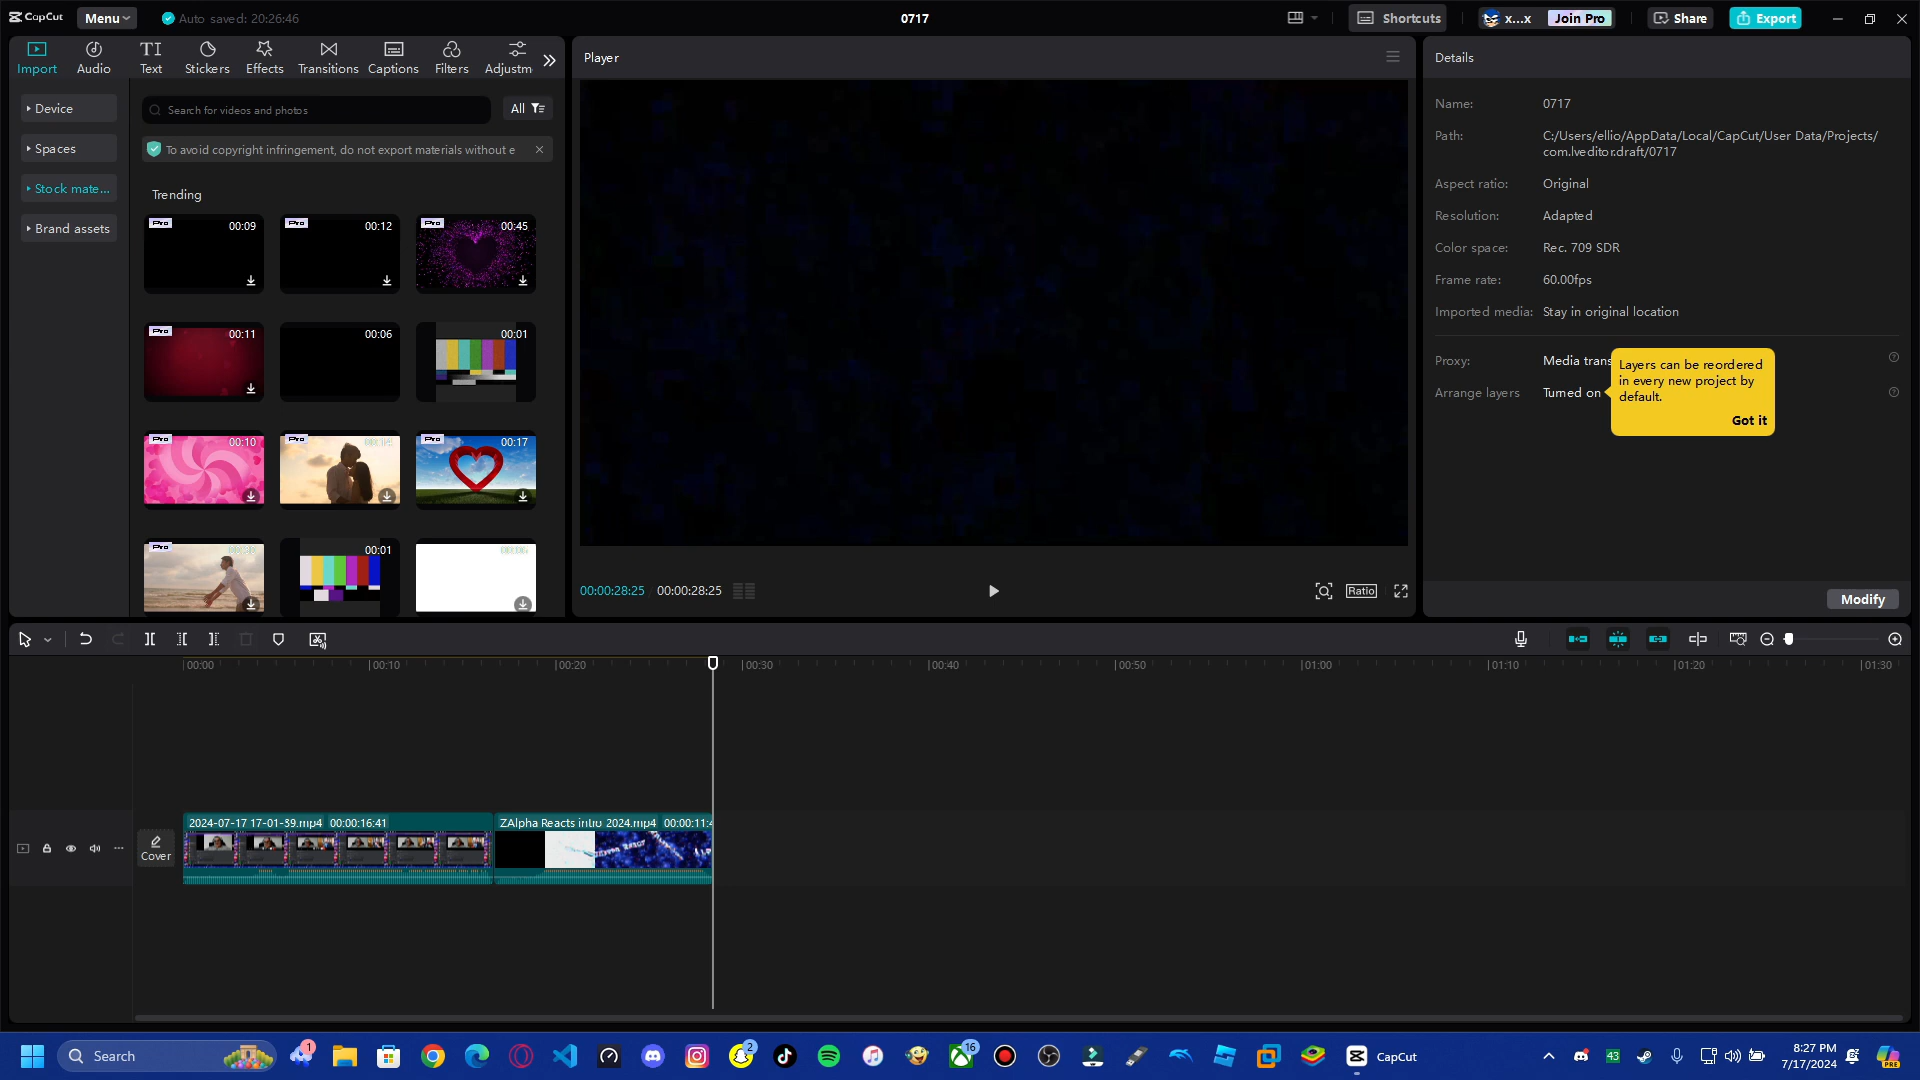 CapCut
Menu
Auto saved: 20:26:46
0717
Shortcuts
x...x
Join Pro
Share
Export
Import
Audio
Text
Stickers
Effects
Transitions
Captions
Filters
Adjustm
Device
Spaces
Stock mate...
Brand assets
Search for videos and photos
All
To avoid copyright infringement, do not export materials without e
Trending
Pro
00:09
Pro
00:12
Pro
00:45
Pro
00:11
00:06
00:01
Pro
00:10
Pro
00:14
Pro
00:17
Pro
00:01
Player
00:00:28:25
00:00:28:25
Ratio
Details
Name:
0717
Path:
C:/Users/ellio/AppData/Local/CapCut/User Data/Projects/
com.lveditor.draft/0717
Aspect ratio:
Original
Resolution:
Adapted
Color space:
Rec. 709 SDR
Frame rate:
60.00fps
Imported media:
Stay in original location
Proxy:
Media trans
Arrange layers
Turned on
Layers can be reordered
in every new project by
default.
Got it
Modify
00:00
00:10
00:20
00:30
00:40
00:50
01:00
01:10
01:20
01:30
Cover
2024-07-17 17-01-39.mp4
00:00:16:41
ZAlpha Reacts intro 2024.mp4
00:00:11:4
Search
1
2
16
CapCut
43
8:27 PM
7/17/2024
PRE